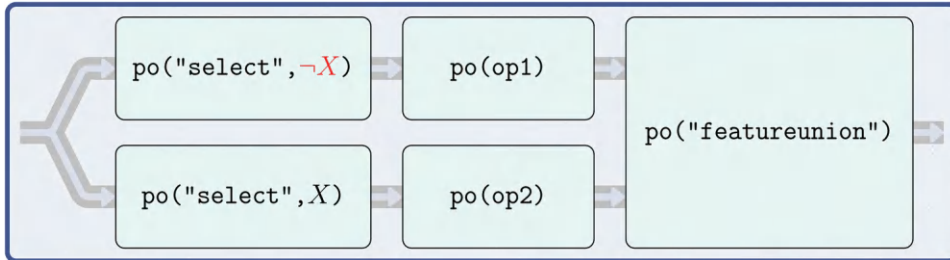 po("select",¬X)
po(op1)
po("featureunion")
po("select",X)
po(op2)